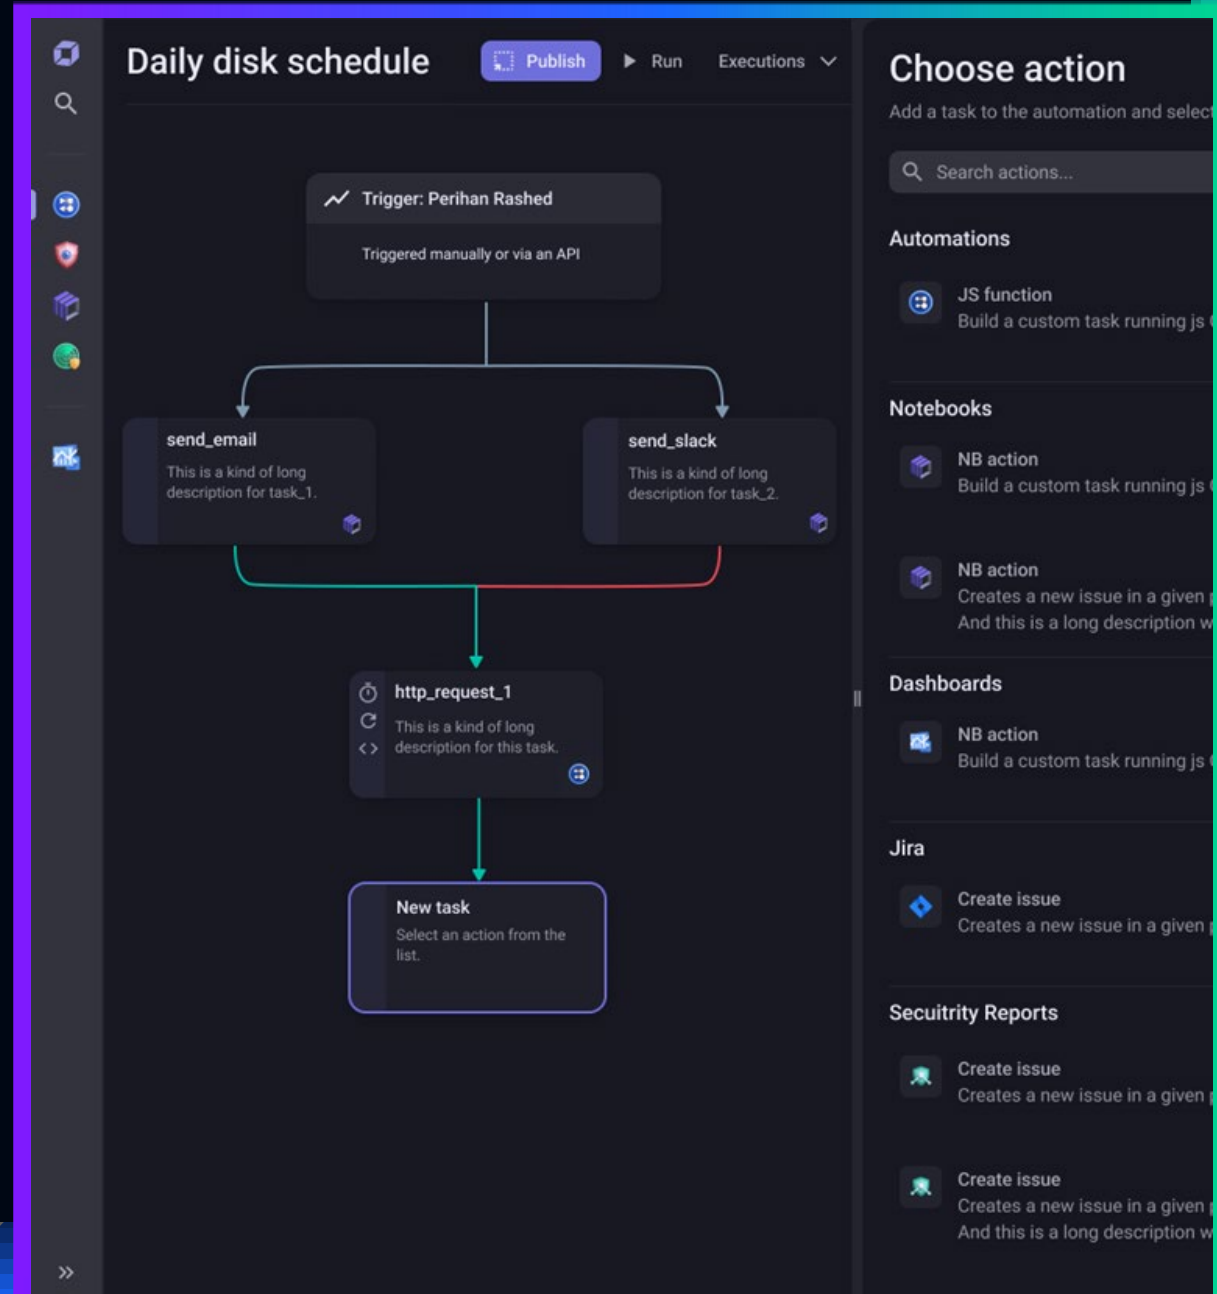 Daily disk schedule
Publish
Run
Executions
Trigger: Perihan Rashed
Triggered manually or via an API
send_email
This is a kind of long
description for task_1.
send_slack
This is a kind of long
description for task_2.
http_request_1
This is a kind of long
description for this task.
New task
Select an action from the
list.
Choose action
Add a task to the automation and select
Search actions...
Automations
JS function
Build a custom task running js
Notebooks
NB action
Build a custom task running js
NB action
Creates a new issue in a given
And this is a long description
Dashboards
NB action
Build a custom task running js
Jira
Create issue
Creates a new issue in a given
Secuitrity Reports
Create issue
Creates a new issue in a given
Create issue
Creates a new issue in a given
And this is a long description